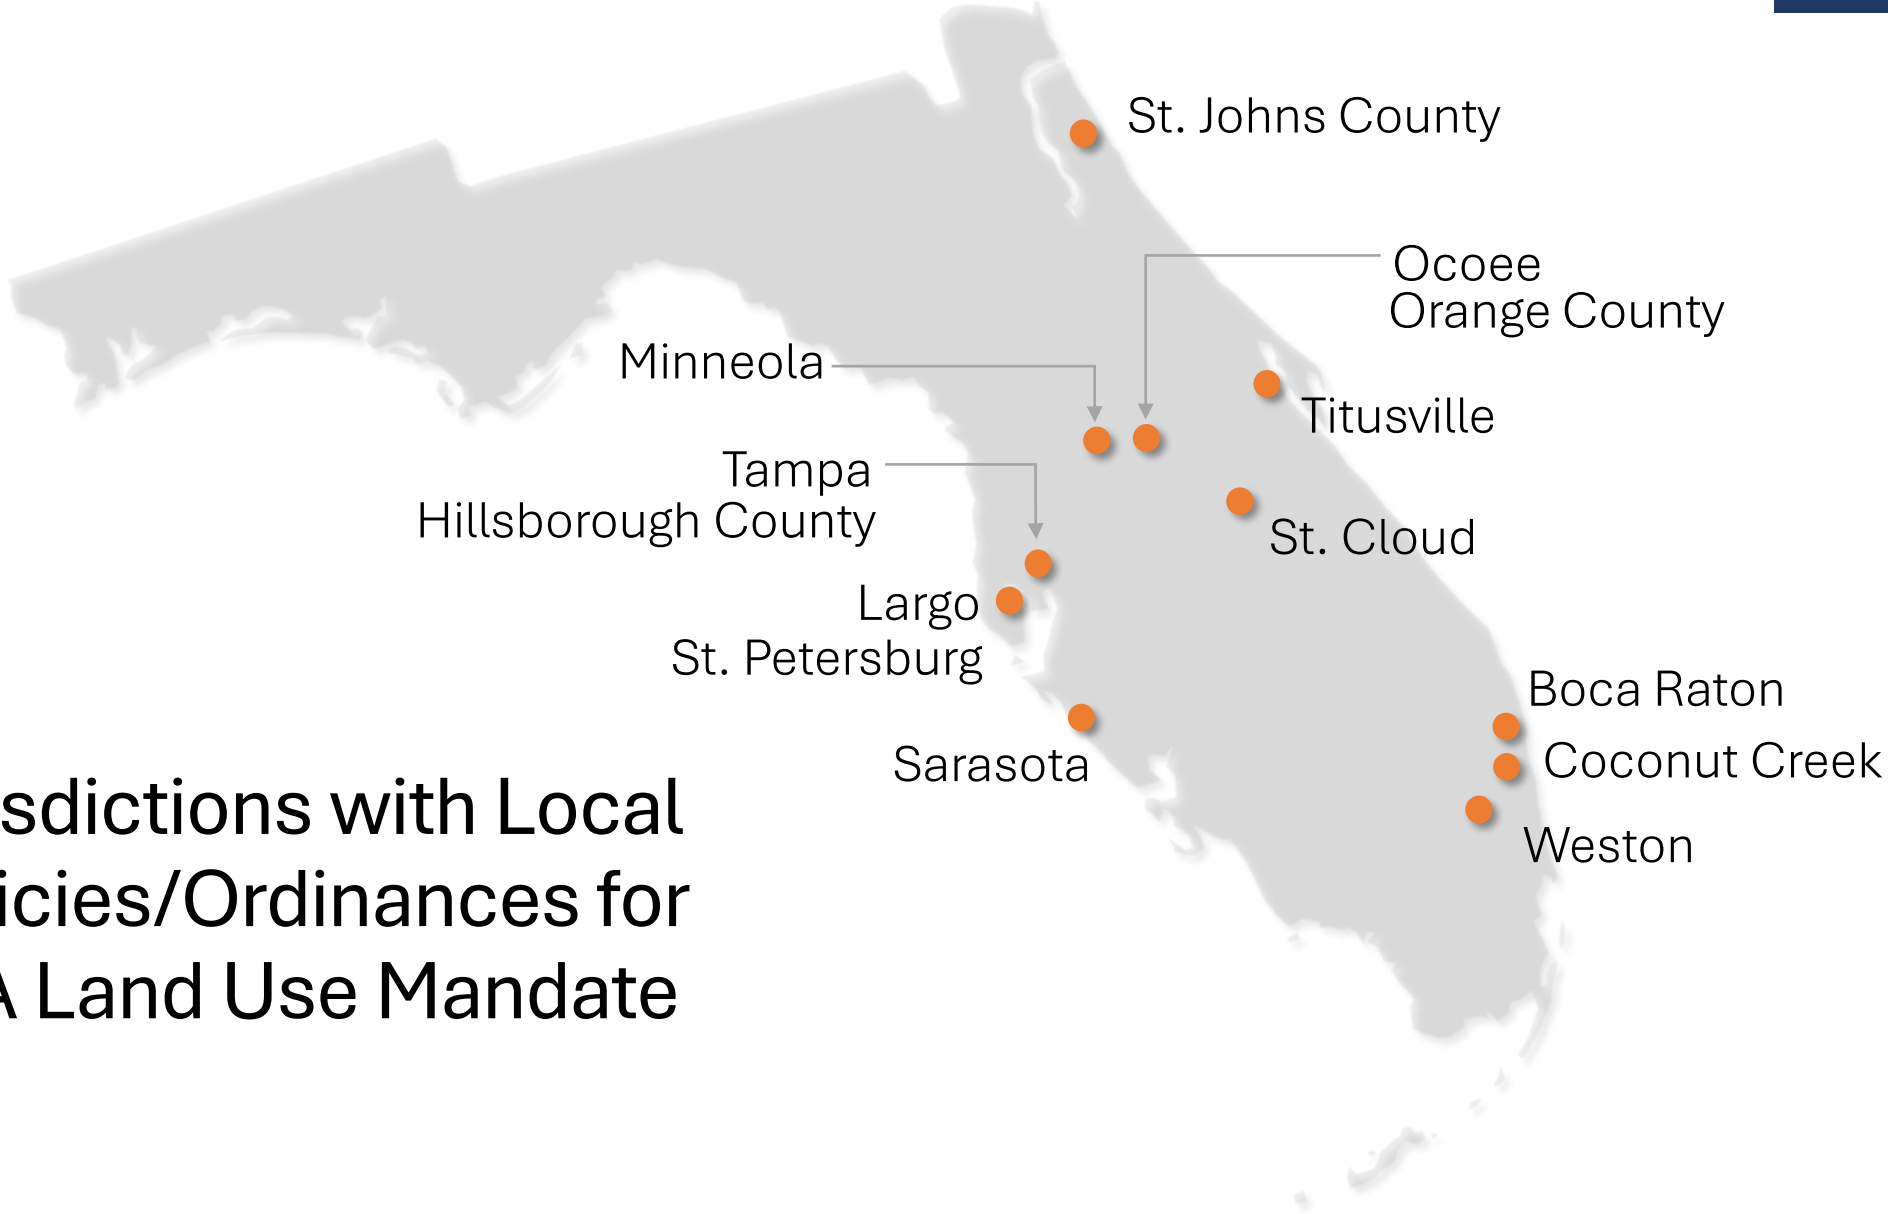 St. Johns County
Ocoee
Orange County
Minneola
Titusville
Tampa
Hillsborough County
St. Cloud
Largo
St. Petersburg
Boca Raton
Sarasota
Coconut Creek
Weston
sdictions with Local
icies/Ordinances for
A Land Use Mandate